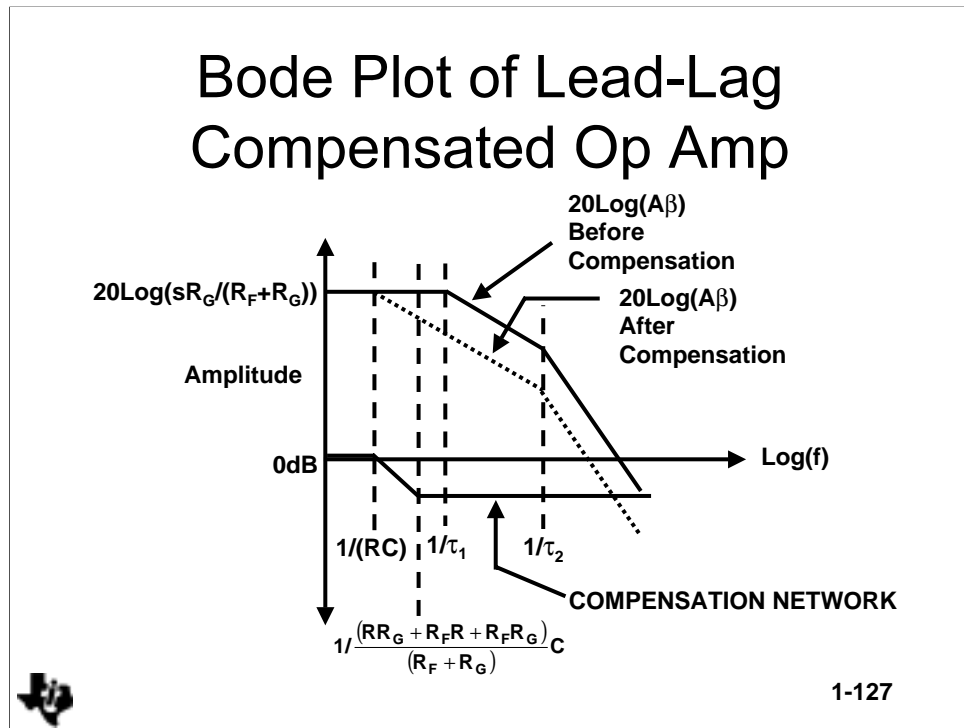 Bode Plot of Lead-Lag
Compensated Op Amp
20Log(Aβ)
Before
Compensation
20Log(sR_G/(R_F+R_G))
20Log(Aβ)
After
Compensation
Amplitude
0dB
Log(f)
1/(RC)
1/τ₁
1/τ₂
COMPENSATION NETWORK
1/ (RR_G + R_FR + R_FR_G) / (R_F + R_G) C
1-127